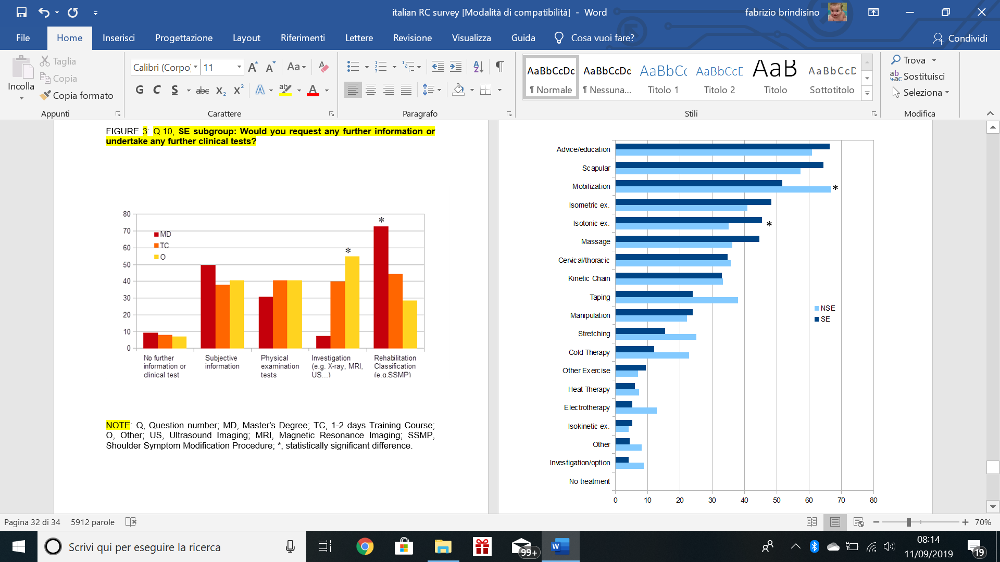 italian RC survey [Modalità di compatibilità] - Word
fabrizio brindisino
File
Home
Inserisci
Progettazione
Layout
Riferimenti
Lettere
Revisione
Visualizza
Guida
Cosa vuoi fare?
Condividi
Incolla
Taglia
Copia
Copia formato
Appunti
Calibri (Corpo)
11
Aa
G C S abc x₂ x² A ab A
Carattere
Paragrafo
AaBbCcDc
¶ Normale
AaBbCcDc
¶ Nessuna...
AaBbCc
Titolo 1
AaBbCcD
Titolo 2
AaB
Titolo
AaBbCcD
Sottotitolo
Stili
Trova
Sostituisci
Seleziona
Modifica
FIGURE 3: Q.10, SE subgroup: Would you request any further information or
undertake any further clinical tests?
80
70
60
50
40
30
20
10
0
MD
TC
O
*
*
No further
information or
clinical test
Subjective
information
Physical
examination
tests
Investigation
(e.g. X-ray, MRI,
US...)
Rehabilitation
Classification
(e.g.SSMP)
NOTE: Q, Question number; MD, Master's Degree; TC, 1-2 days Training Course;
O, Other; US, Ultrasound Imaging; MRI, Magnetic Resonance Imaging; SSMP,
Shoulder Symptom Modification Procedure; *, statistically significant difference.
Advice/education
Scapular
Mobilization *
Isometric ex.
Isotonic ex. *
Massage
Cervical/thoracic
Kinetic Chain
Taping
Manipulation
Stretching
Cold Therapy
Other Exercise
Heat Therapy
Electrotherapy
Isokinetic ex.
Other
Investigation/option
No treatment
NSE
SE
0 10 20 30 40 50 60 70 80
Pagina 32 di 34
5912 parole
70%
Scrivi qui per eseguire la ricerca
99+
08:14
11/09/2019
19